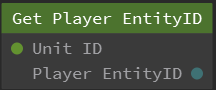 Get Player EntityID
Unit ID
Player EntityID